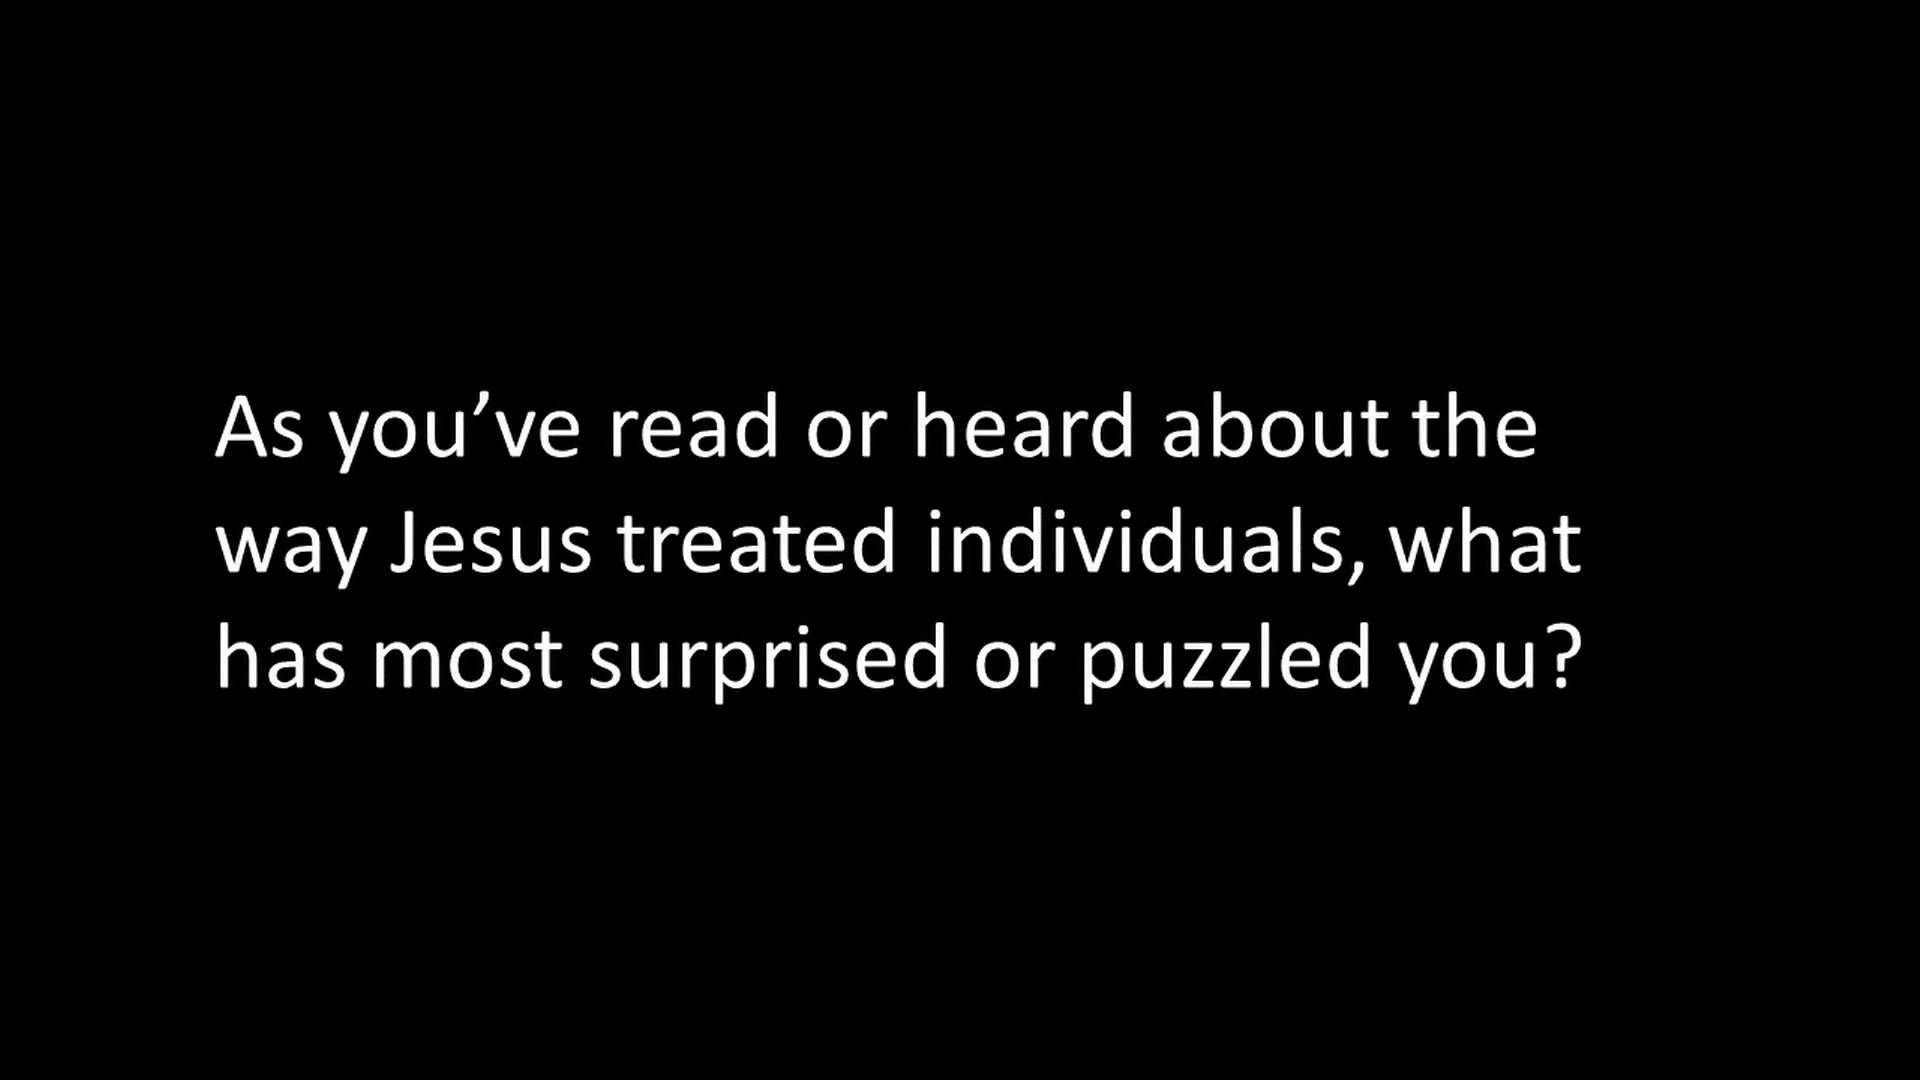 As you’ve read or heard about the
way Jesus treated individuals, what
has most surprised or puzzled you?